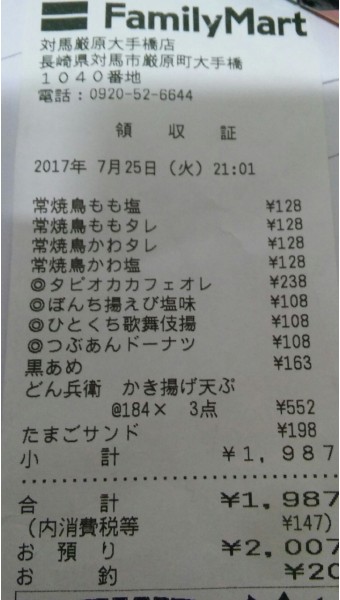 FamilyMart
対馬厳原大手橋店
長崎県対馬市厳原町大手橋
1040番地
電話:0920-52-6644
領収証
2017年 7月25日(火)21:01
常焼鳥もも塩 ¥128
常焼鳥ももタレ ¥128
常焼鳥かわタレ ¥128
常焼鳥かわ塩 ¥128
◎タピオカカフェオレ ¥238
◎ぼんち揚えび塩味 ¥108
◎ひとくち歌舞伎揚 ¥108
◎つぶあんドーナツ ¥108
黒あめ ¥163
どん兵衛 かき揚げ天ぷ
@184× 3点 ¥552
たまごサンド ¥198
小計 ¥1,987
合計 ¥1,987
(内消費税等 ¥147)
お預り ¥2,007
お釣 ¥20